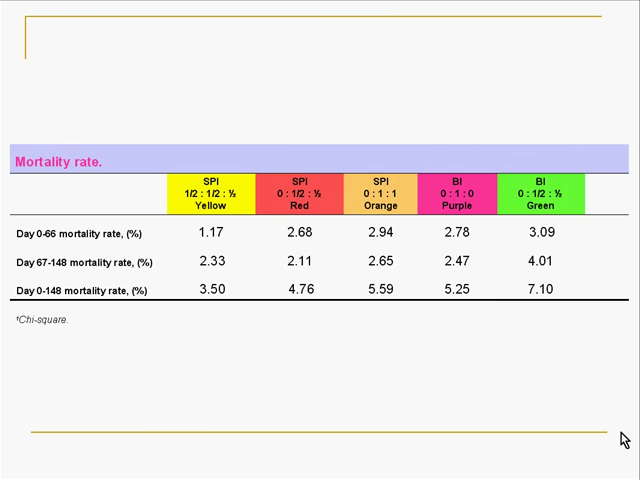 Mortality rate.
SPI SPI SPI BI BI
1/2 : 1/2 : ½ 0 : 1/2 : ½ 0 : 1 : 1 0 : 1 : 0 0 : 1/2 : ½
Yellow Red Orange Purple Green
Day 0-66 mortality rate, (%) 1.17 2.68 2.94 2.78 3.09
Day 67-148 mortality rate, (%) 2.33 2.11 2.65 2.47 4.01
Day 0-148 mortality rate, (%) 3.50 4.76 5.59 5.25 7.10
†Chi-square.